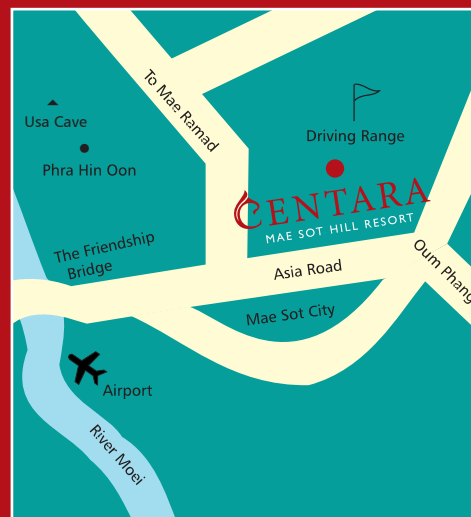 To Mae Ramad
Usa Cave
Phra Hin Oon
Driving Range
CENTARA
MAE SOT HILL RESORT
The Friendship
Bridge
Asia Road
Oum Phang
Mae Sot City
Airport
River Moei